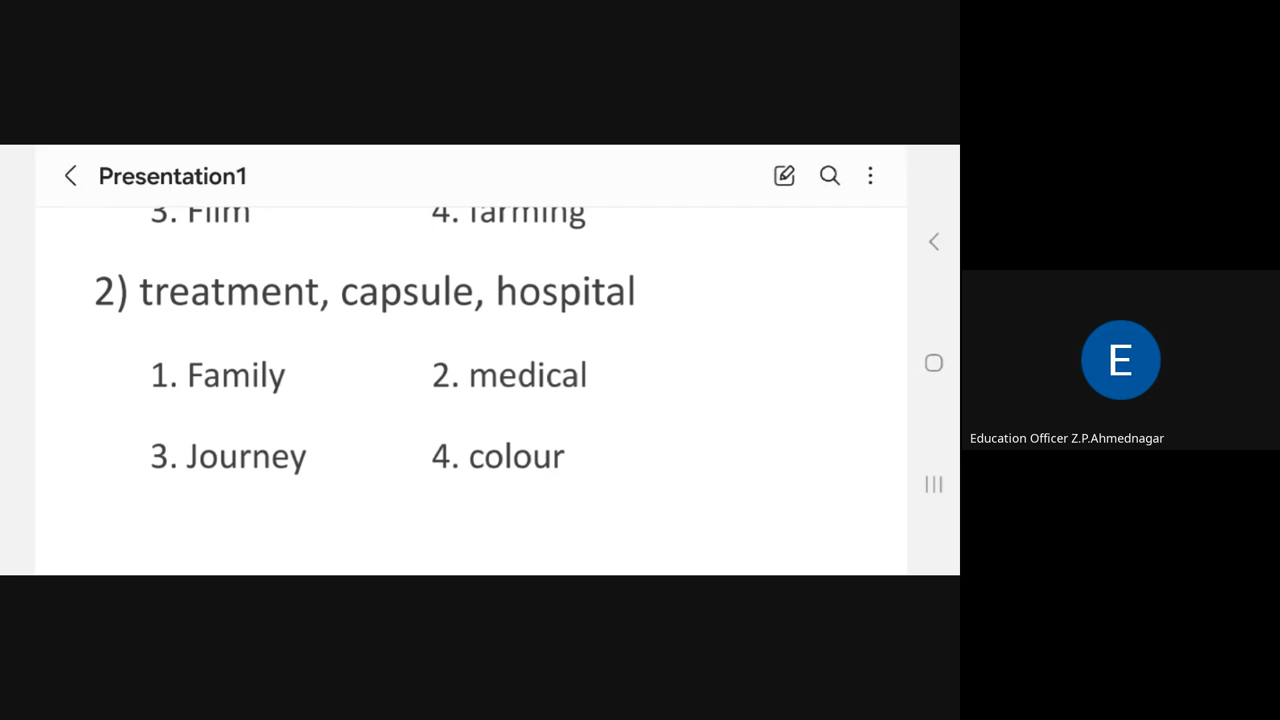 Presentation1
3. Film 4. farming
2) treatment, capsule, hospital
1. Family 2. medical
3. Journey 4. colour
E
Education Officer Z.P.Ahmednagar